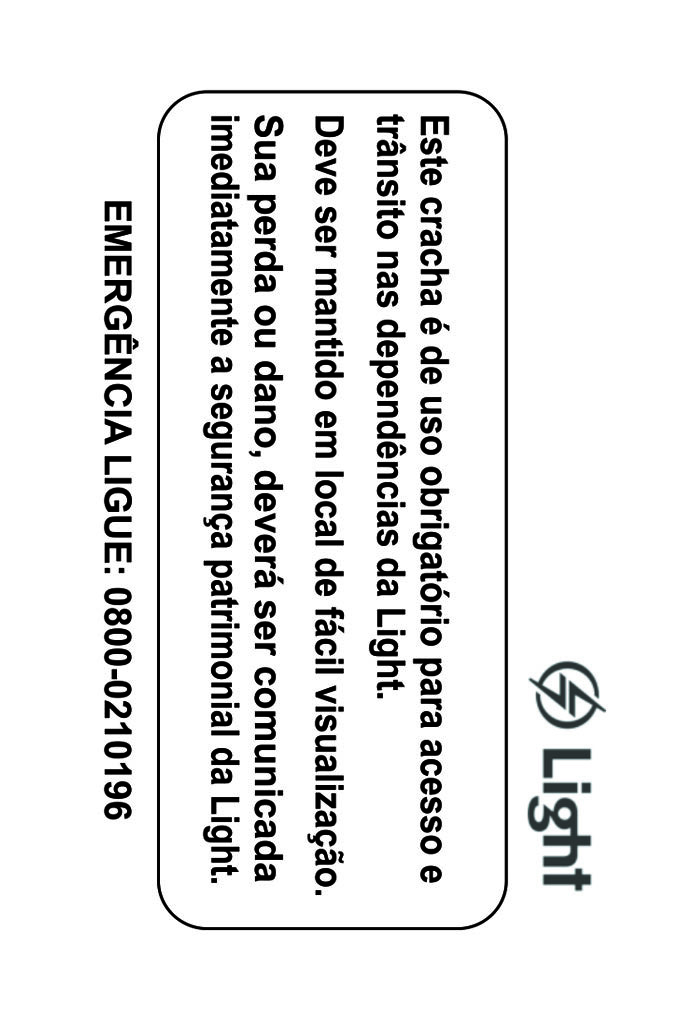 Light
Este cracha é de uso obrigatório para acesso e
trânsito nas dependências da Light.
Deve ser mantido em local de fácil visualização.
Sua perda ou dano, deverá ser comunicada
imediatamente a segurança patrimonial da Light.
EMERGÊNCIA LIGUE: 0800-0210196